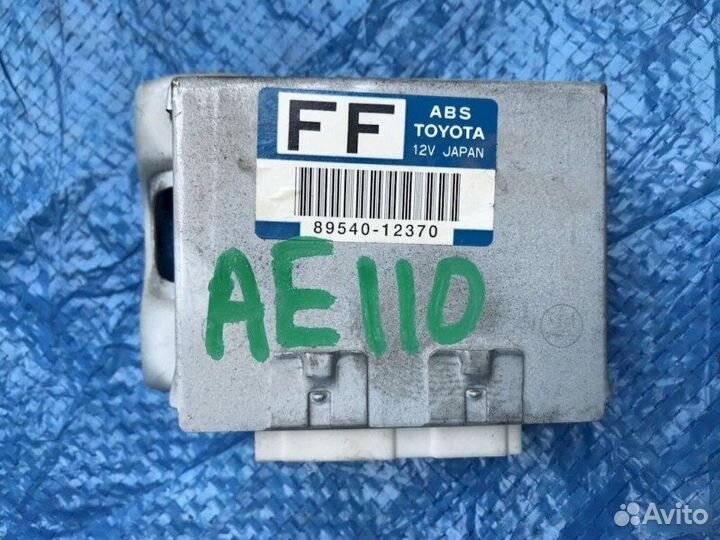 FF
ABS
TOYOTA
12V JAPAN
89540-12370
AE110
Avito